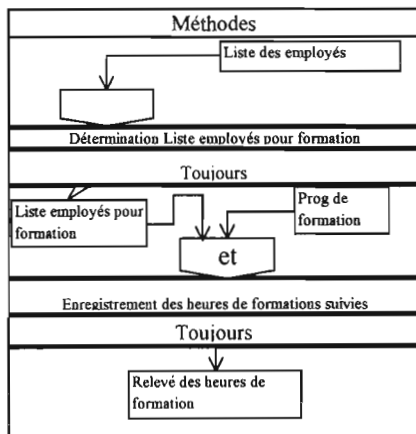 Méthodes
Liste des employés
Détermination Liste employés pour formation
Toujours
Liste employés pour
formation
Prog de
formation
et
Enregistrement des heures de formations suivies
Toujours
Relevé des heures de
formation